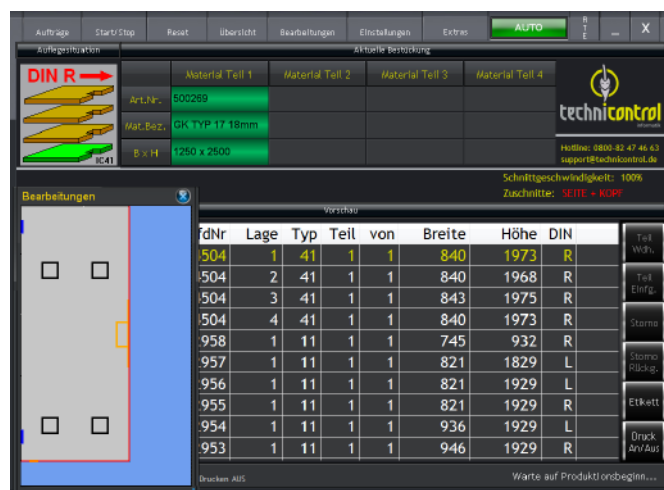 Aufträge Start/Stop Reset Übersicht Bearbeitungen Einstellungen Extras AUTO R T E _ X
Auflegesituation Aktuelle Bestückung
DIN R
Material Teil 1 Material Teil 2 Material Teil 3 Material Teil 4
Art.Nr. 500269
Mat.Bez. GK TYP 17 18mm
B x H 1250 x 2500
IC41
technicontrol
Hotline: 0800-82 47 46 63
support@technicontrol.de
Schnittgeschwindigkeit: 100%
Zuschnitte: SEITE + KOPF
Bearbeitungen
Vorschau
fdNr Lage Typ Teil von Breite Höhe DIN
504 1 41 1 1 840 1973 R
504 2 41 1 1 840 1968 R
504 3 41 1 1 843 1975 R
504 4 41 1 1 840 1973 R
958 1 11 1 1 745 932 R
957 1 11 1 1 821 1829 L
956 1 11 1 1 821 1929 L
955 1 11 1 1 821 1929 R
954 1 11 1 1 936 1929 L
953 1 11 1 1 946 1929 R
Teil Wdh.
Teil Einfg.
Storno
Storno Rückg.
Etikett
Druck An/Aus
Drucken AUS
Warte auf Produktionsbeginn...